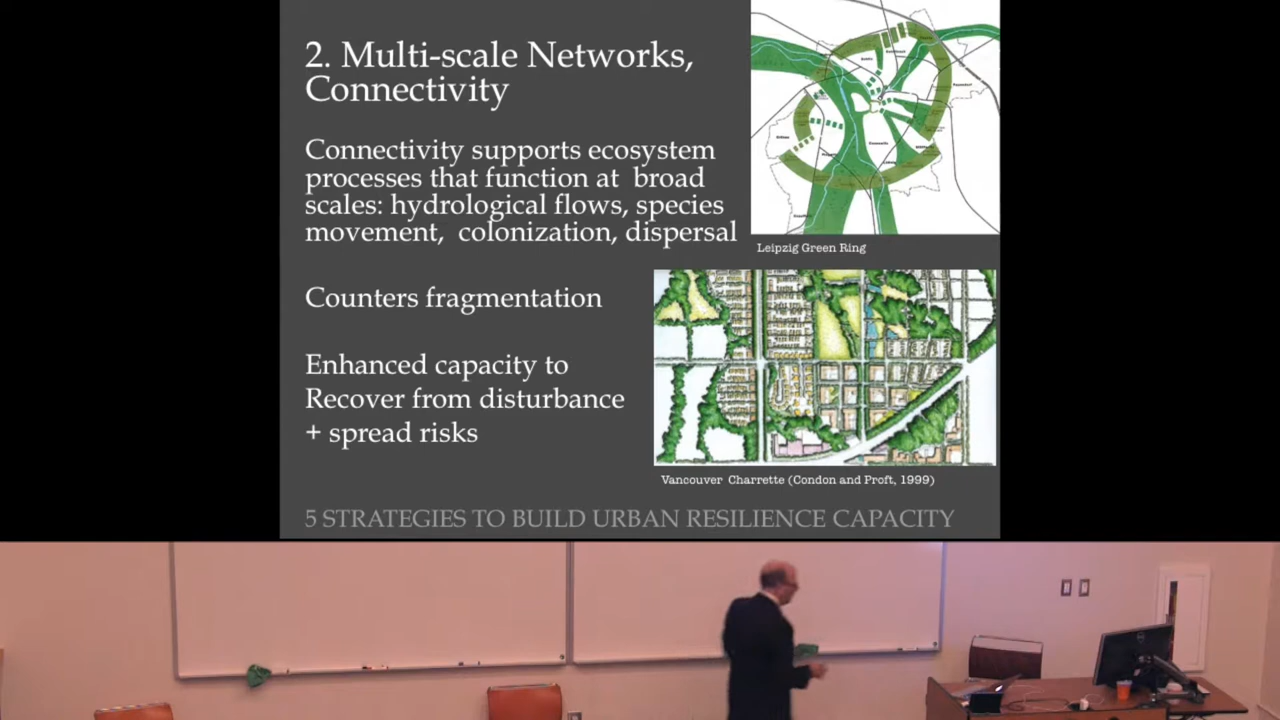 2. Multi-scale Networks,
Connectivity
Connectivity supports ecosystem
processes that function at broad
scales: hydrological flows, species
movement, colonization, dispersal
Counters fragmentation
Enhanced capacity to
Recover from disturbance
+ spread risks
Leipzig Green Ring
Vancouver Charrette (Condon and Proft, 1999)
5 STRATEGIES TO BUILD URBAN RESILIENCE CAPACITY